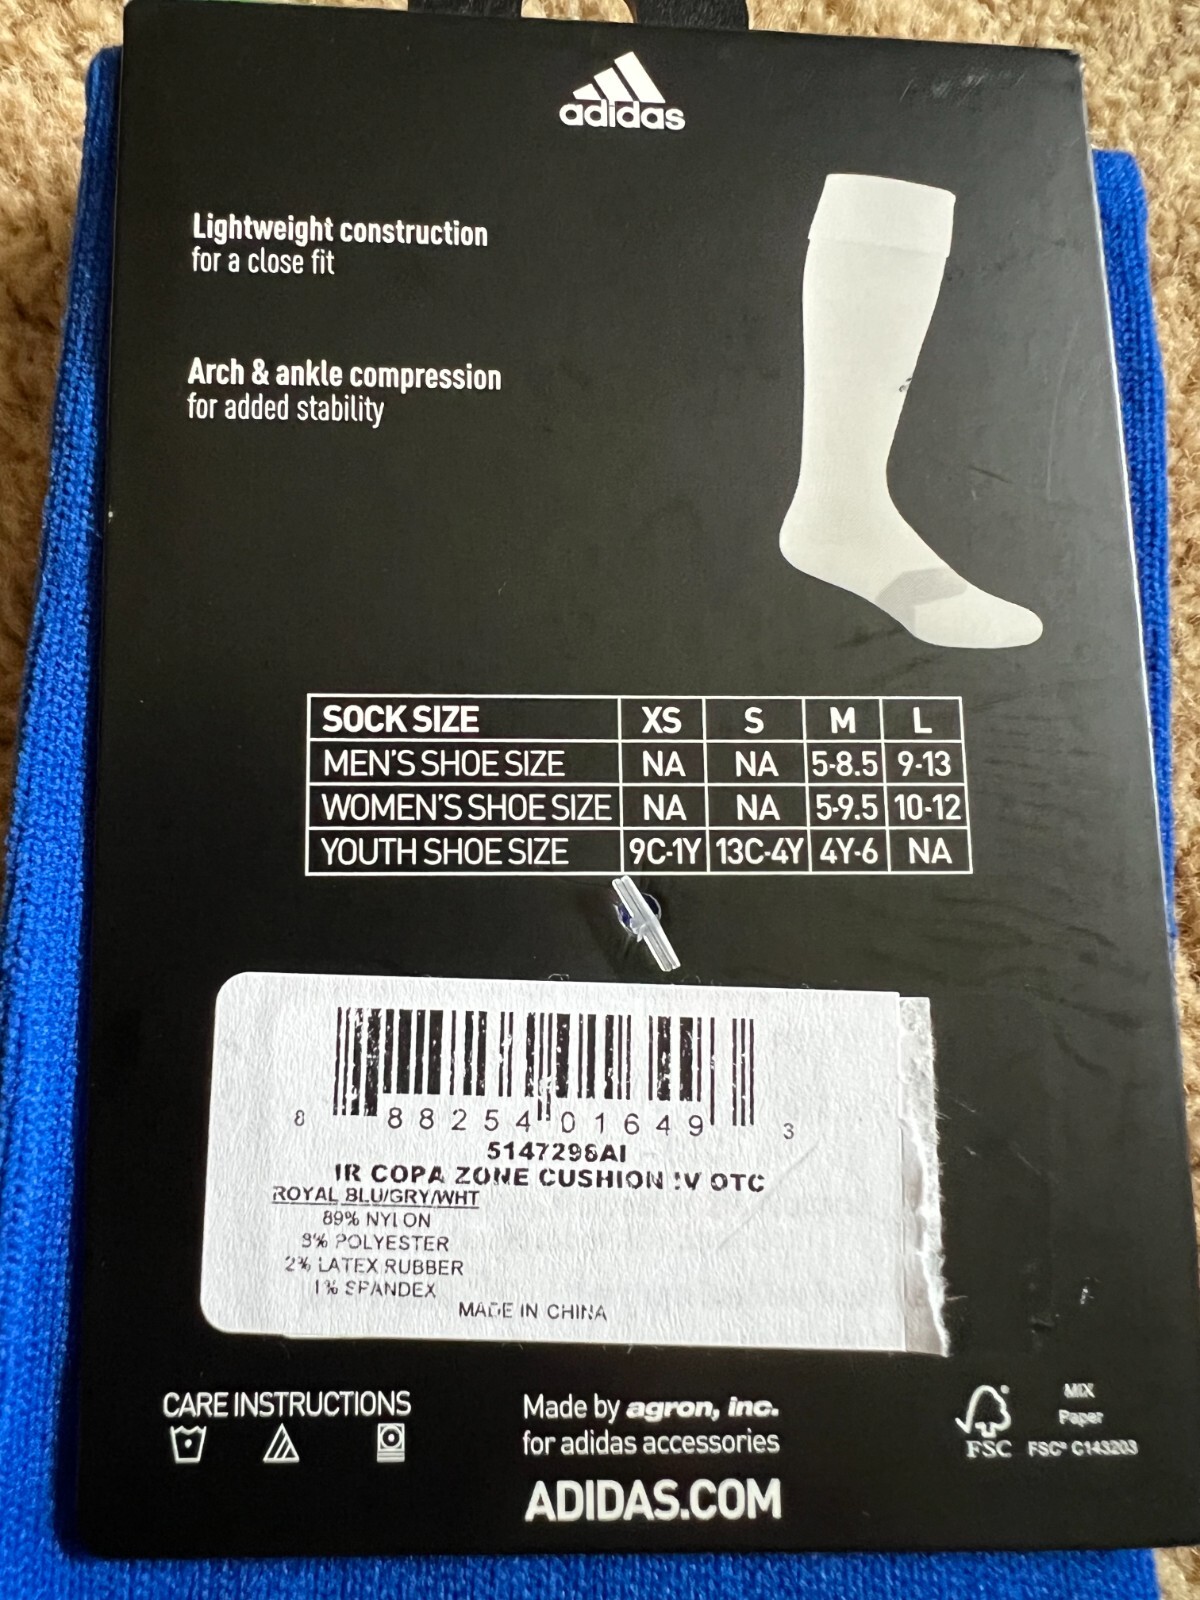 adidas
Lightweight construction
for a close fit
Arch & ankle compression
for added stability
SOCK SIZE XS S M L
MEN'S SHOE SIZE NA NA 5-8.5 9-13
WOMEN'S SHOE SIZE NA NA 5-9.5 10-12
YOUTH SHOE SIZE 9C-1Y 13C-4Y 4Y-6 NA
8 88254 01649 3
5147296AI
COPA ZONE CUSHION IV OTC
ROYAL BLU/GRY/WHT
89% NYLON
8% POLYESTER
2% LATEX RUBBER
1% SPANDEX
MADE IN CHINA
CARE INSTRUCTIONS
Made by agron, inc.
for adidas accessories
ADIDAS.COM
FSC
MIX
Paper
FSC® C143203